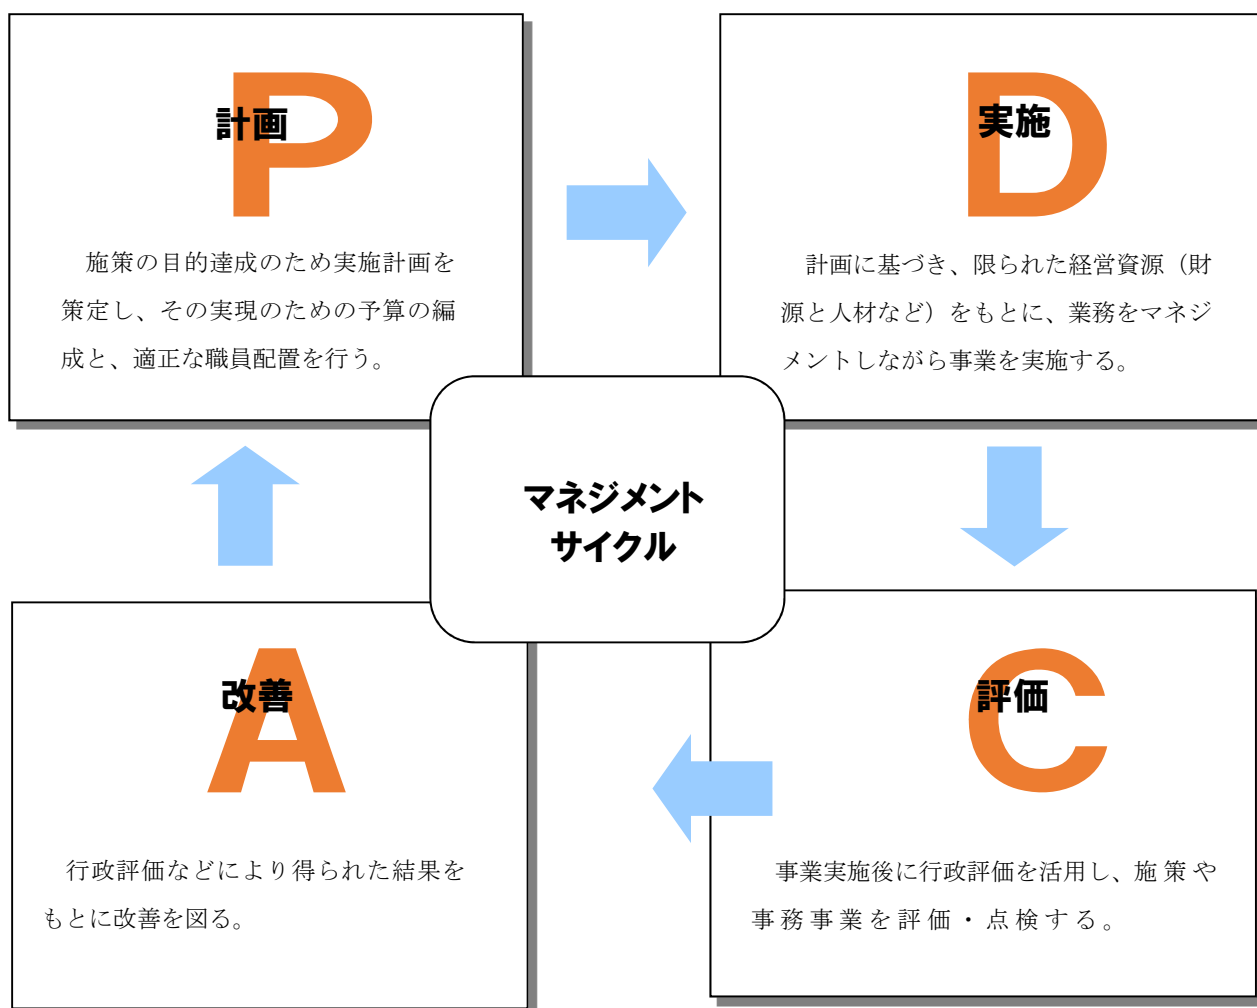 P
計画
施策の目的達成のため実施計画を
策定し、その実現のための予算の編
成と、適正な職員配置を行う。
D
実施
計画に基づき、限られた経営資源（財
源と人材など）をもとに、業務をマネジ
メントしながら事業を実施する。
マネジメント
サイクル
A
改善
行政評価などにより得られた結果を
もとに改善を図る。
C
評価
事業実施後に行政評価を活用し、施策や
事務事業を評価・点検する。